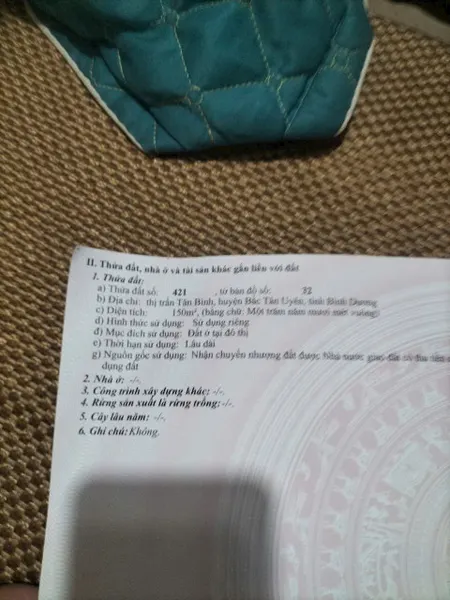 II. Thửa đất, nhà ở và tài sản khác gắn liền với đất
1. Thửa đất:
a) Thửa đất số: 421 , tờ bản đồ số: 32
b) Địa chỉ: thị trấn Tân Bình, huyện Bắc Tân Uyên, tỉnh Bình Dương
c) Diện tích: 150m², (bằng chữ: Một trăm năm mươi mét vuông)
d) Hình thức sử dụng: Sử dụng riêng
đ) Mục đích sử dụng: Đất ở tại đô thị
e) Thời hạn sử dụng: Lâu dài
g) Nguồn gốc sử dụng: Nhận chuyển nhượng đất được Nhà nước giao đất có thu tiền
dụng đất
2. Nhà ở: -/-.
3. Công trình xây dựng khác: -/-.
4. Rừng sản xuất là rừng trồng: -/-.
5. Cây lâu năm: -/-.
6. Ghi chú: Không.